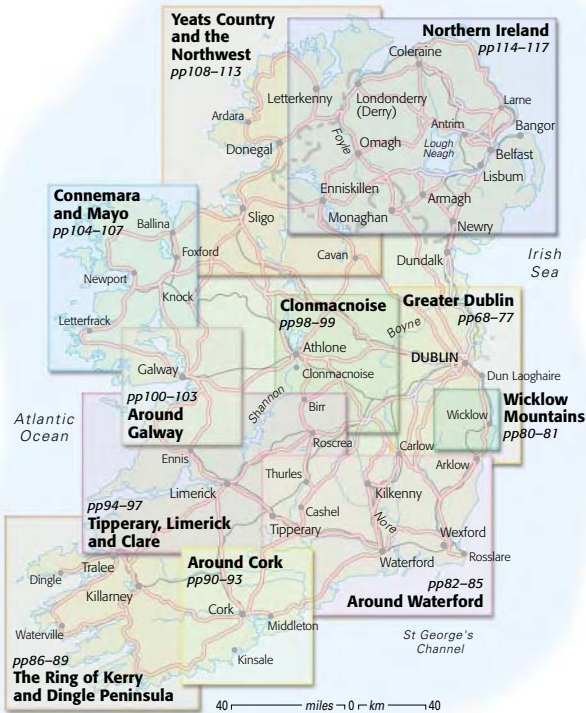 Yeats Country
and the
Northwest
pp108–113
Northern Ireland
pp114–117
Coleraine
Letterkenny
Londonderry
(Derry)
Larne
Ardara
Antrim
Bangor
Foyle
Omagh
Lough
Neagh
Donegal
Belfast
Lisburn
Enniskillen
Connemara
and Mayo
pp104–107
Armagh
Ballina
Sligo
Monaghan
Newry
Foxford
Cavan
Dundalk
Irish
Sea
Newport
Knock
Clonmacnoise
pp98–99
Greater Dublin
pp68–77
Letterfrack
Boyne
Athlone
DUBLIN
Galway
Clonmacnoise
Dun Laoghaire
pp100–103
Around
Galway
Shannon
Birr
Wicklow
Wicklow
Mountains
pp80–81
Atlantic
Ocean
Roscrea
Carlow
Ennis
Arklow
Thurles
Limerick
Kilkenny
pp94–97
Tipperary, Limerick
and Clare
Cashel
Nore
Tipperary
Wexford
Tralee
Around Cork
pp90–93
Waterford
Rosslare
Dingle
Killarney
pp82–85
Around Waterford
Cork
Middleton
Waterville
St George's
Channel
Kinsale
pp86–89
The Ring of Kerry
and Dingle Peninsula
40 miles 0 km 40